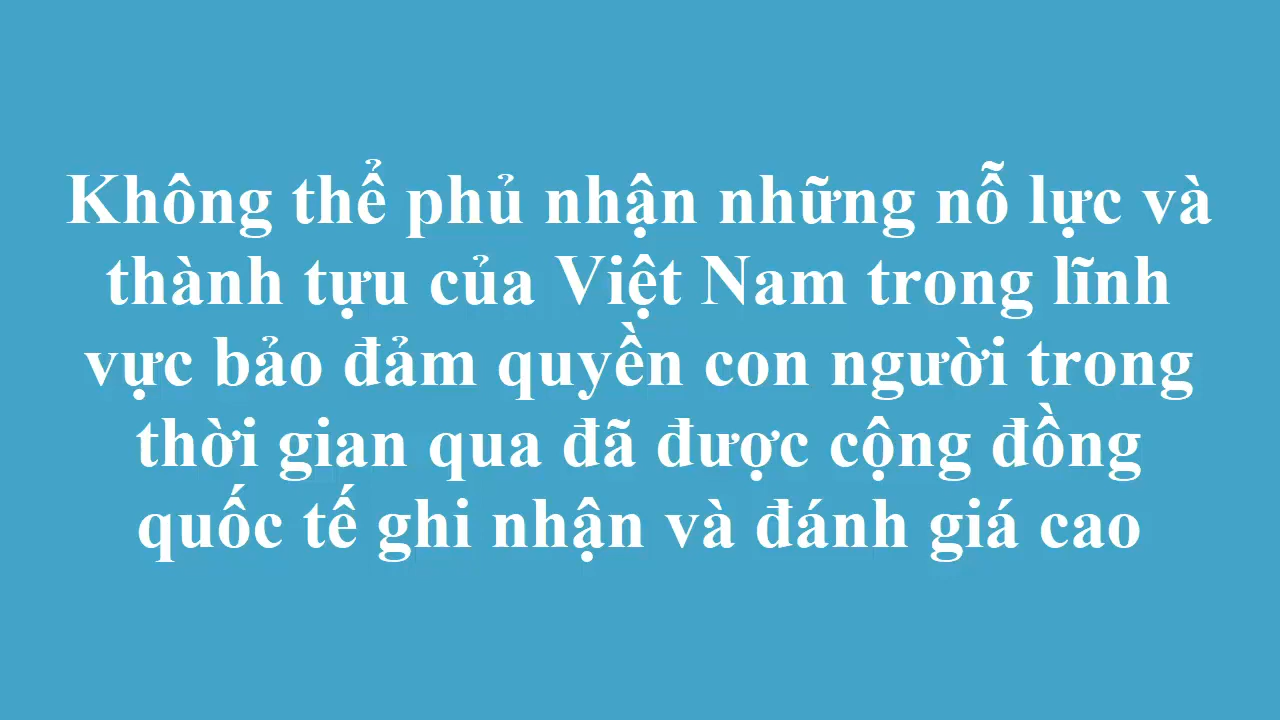 Không thể phủ nhận những nỗ lực và
thành tựu của Việt Nam trong lĩnh
vực bảo đảm quyền con người trong
thời gian qua đã được cộng đồng
quốc tế ghi nhận và đánh giá cao